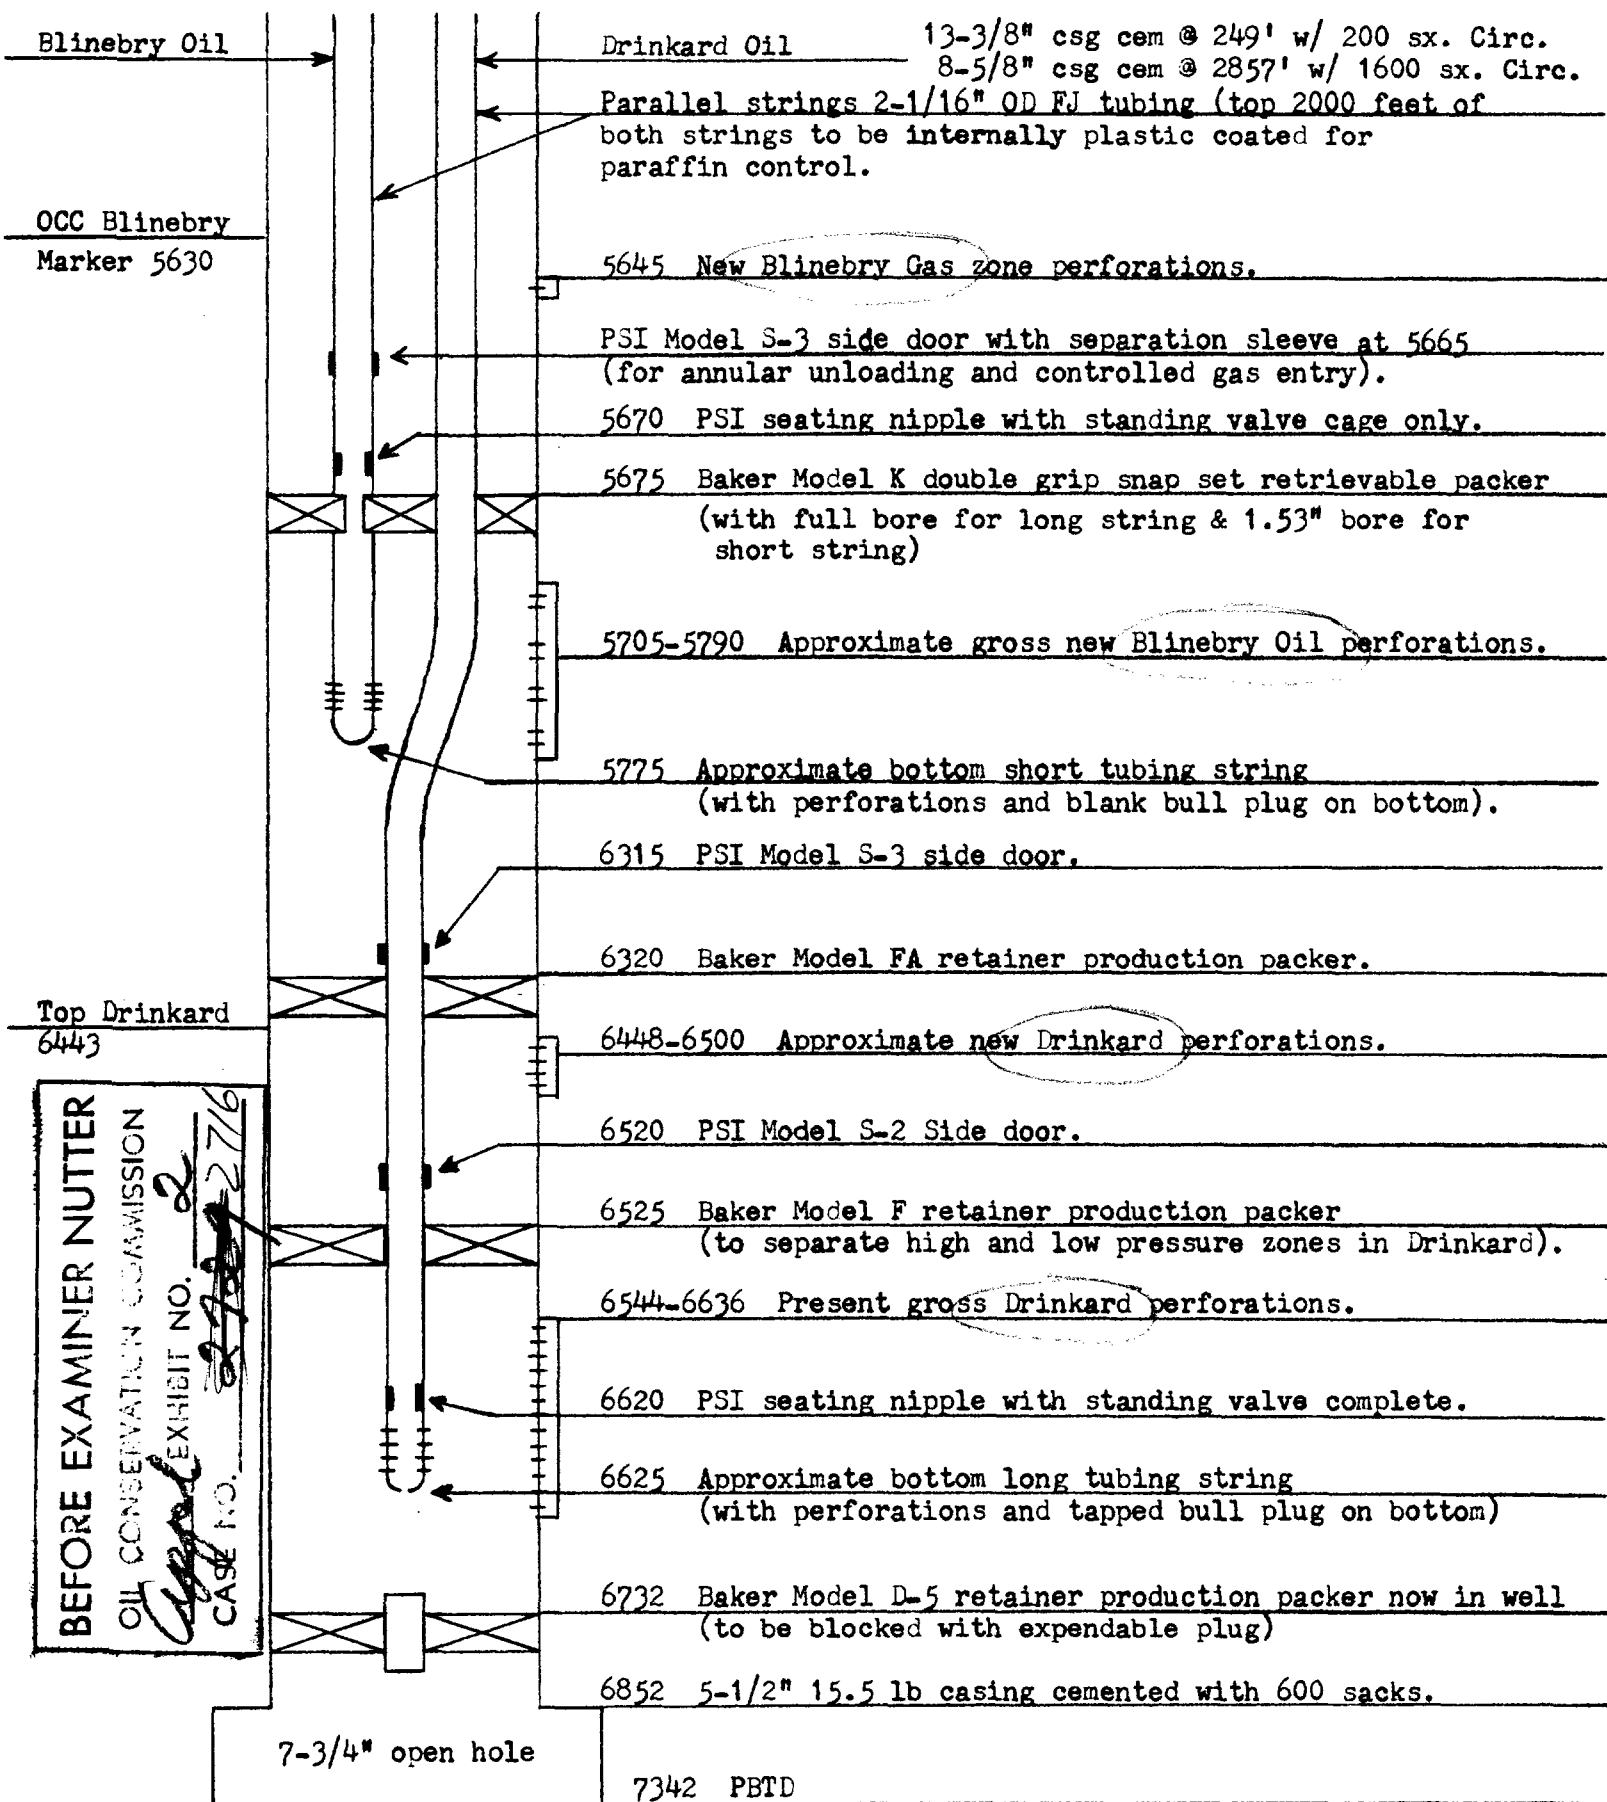 Blinebry Oil
Drinkard Oil
13-3/8" csg cem @ 249' w/ 200 sx. Circ.
8-5/8" csg cem @ 2857' w/ 1600 sx. Circ.
Parallel strings 2-1/16" OD FJ tubing (top 2000 feet of
both strings to be internally plastic coated for
paraffin control.
OCC Blinebry
Marker 5630
5645 New Blinebry Gas zone perforations.
PSI Model S-3 side door with separation sleeve at 5665
(for annular unloading and controlled gas entry).
5670 PSI seating nipple with standing valve cage only.
5675 Baker Model K double grip snap set retrievable packer
(with full bore for long string & 1.53" bore for
short string)
5705-5790 Approximate gross new Blinebry Oil perforations.
5775 Approximate bottom short tubing string
(with perforations and blank bull plug on bottom).
6315 PSI Model S-3 side door.
6320 Baker Model FA retainer production packer.
Top Drinkard
6443
6448-6500 Approximate new Drinkard perforations.
6520 PSI Model S-2 Side door.
6525 Baker Model F retainer production packer
(to separate high and low pressure zones in Drinkard).
6544-6636 Present gross Drinkard perforations.
6620 PSI seating nipple with standing valve complete.
6625 Approximate bottom long tubing string
(with perforations and tapped bull plug on bottom)
6732 Baker Model D-5 retainer production packer now in well
(to be blocked with expendable plug)
6852 5-1/2" 15.5 lb casing cemented with 600 sacks.
7-3/4" open hole
7342 PBTD
BEFORE EXAMINER NUTTER
OIL CONSERVATION COMMISSION
EXHIBIT NO. 2
CASE NO. 2716